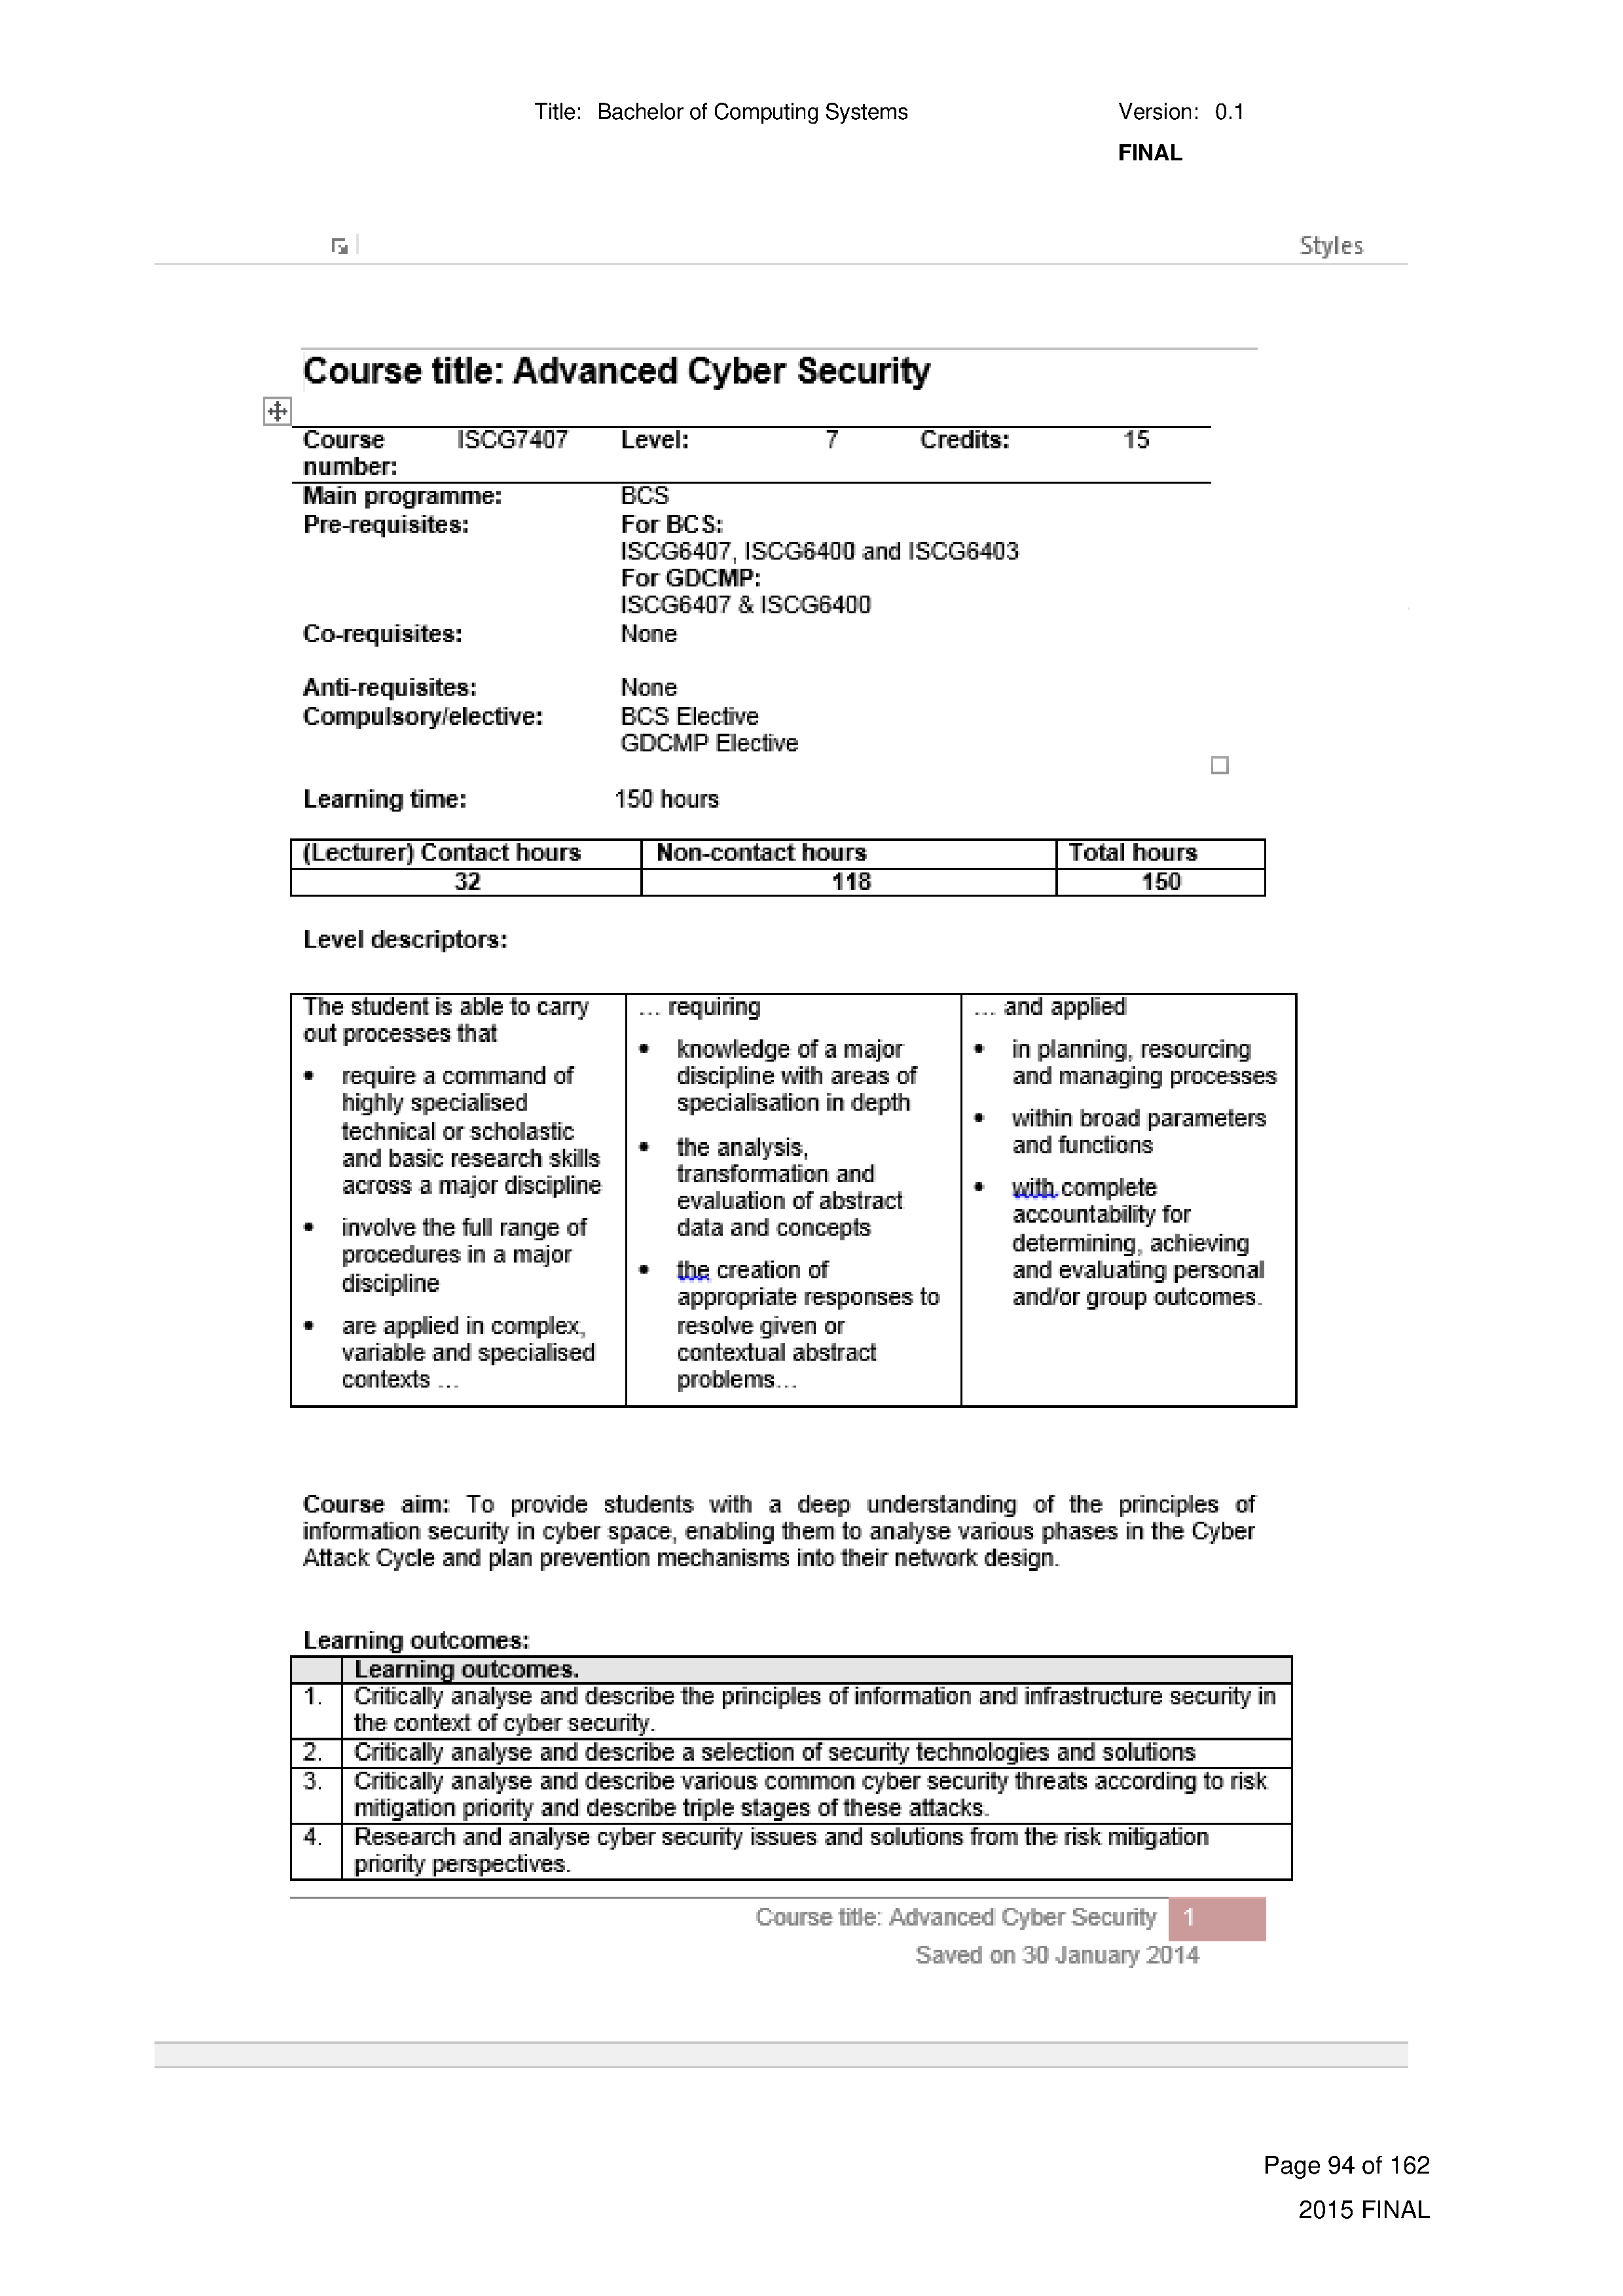 Title: Bachelor of Computing Systems Version: 0.1
FINAL
Styles
Course title: Advanced Cyber Security
Course ISCG7407 Level: 7 Credits: 15
number:
Main programme: BCS
Pre-requisites: For BCS:
ISCG6407, ISCG6400 and ISCG6403
For GDCMP:
ISCG6407 & ISCG6400
Co-requisites: None
Anti-requisites: None
Compulsory/elective: BCS Elective
GDCMP Elective
Learning time: 150 hours
(Lecturer) Contact hours Non-contact hours Total hours
32 118 150
Level descriptors:
The student is able to carry
out processes that
• require a command of
highly specialised
technical or scholastic
and basic research skills
across a major discipline
• involve the full range of
procedures in a major
discipline
• are applied in complex,
variable and specialised
contexts ...
... requiring
• knowledge of a major
discipline with areas of
specialisation in depth
• the analysis,
transformation and
evaluation of abstract
data and concepts
• the creation of
appropriate responses to
resolve given or
contextual abstract
problems...
... and applied
• in planning, resourcing
and managing processes
• within broad parameters
and functions
• with complete
accountability for
determining, achieving
and evaluating personal
and/or group outcomes.
Course aim: To provide students with a deep understanding of the principles of
information security in cyber space, enabling them to analyse various phases in the Cyber
Attack Cycle and plan prevention mechanisms into their network design.
Learning outcomes:
Learning outcomes.
1. Critically analyse and describe the principles of information and infrastructure security in
the context of cyber security.
2. Critically analyse and describe a selection of security technologies and solutions
3. Critically analyse and describe various common cyber security threats according to risk
mitigation priority and describe triple stages of these attacks.
4. Research and analyse cyber security issues and solutions from the risk mitigation
priority perspectives.
Course title: Advanced Cyber Security 1
Saved on 30 January 2014
Page 94 of 162
2015 FINAL